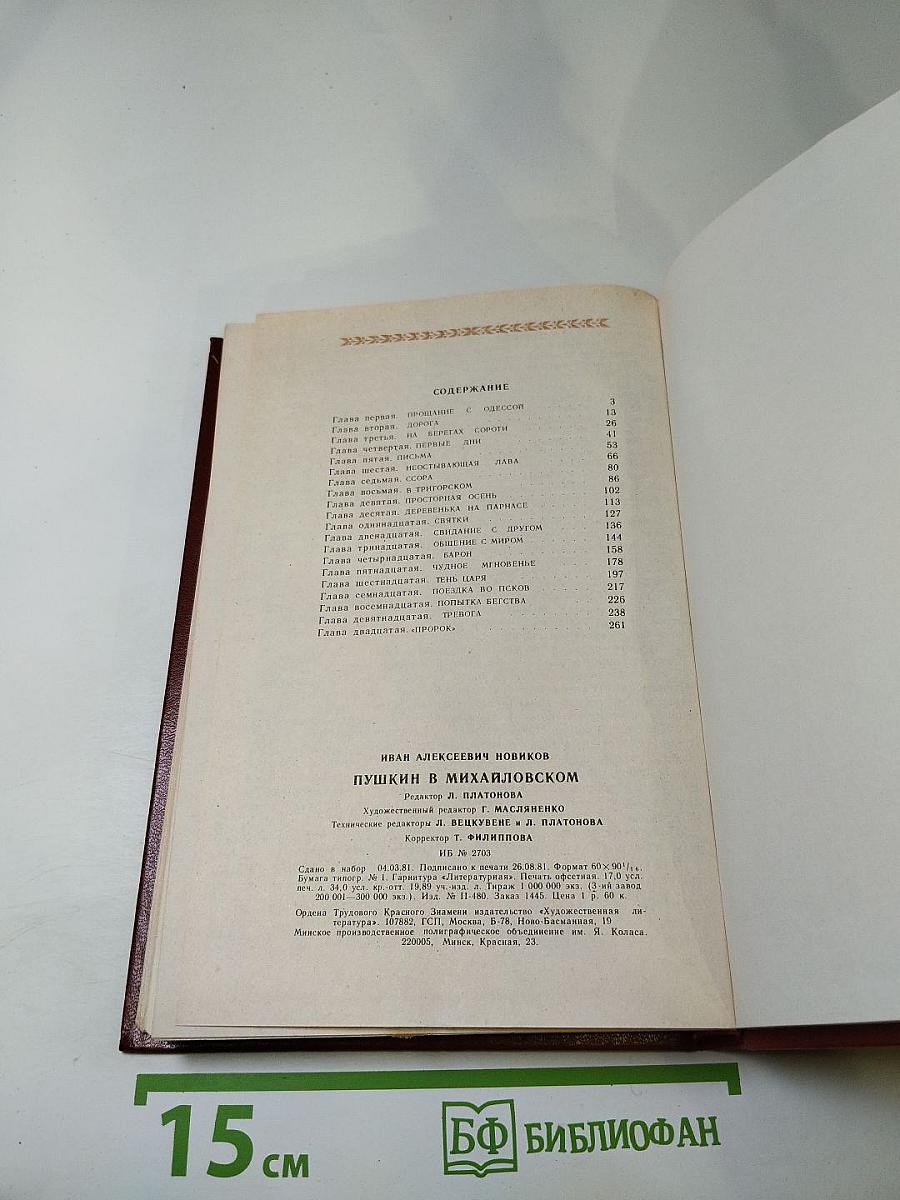 СОДЕРЖАНИЕ
Глава первая. ПРОЩАНИЕ С ОДЕССОЙ 3
Глава вторая. ДОРОГА 13
Глава третья. НА БЕРЕГАХ СОРОТИ 26
Глава четвертая. ПЕРВЫЕ ДНИ 41
Глава пятая. ПИСЬМА 53
Глава шестая. НЕОСТЫВАЮЩАЯ ЛАВА 66
Глава седьмая. ССОРА 80
Глава восьмая. В ТРИГОРСКОМ 86
Глава девятая. ПРОСТОРНАЯ ОСЕНЬ 102
Глава десятая. ДЕРЕВЕНЬКА НА ПАРНАСЕ 113
Глава одиннадцатая. СВЯТКИ 127
Глава двенадцатая. СВИДАНИЕ С ДРУГОМ 136
Глава тринадцатая. ОБЩЕНИЕ С МИРОМ 144
Глава четырнадцатая. БАРОН 158
Глава пятнадцатая. ЧУДНОЕ МГНОВЕНЬЕ 178
Глава шестнадцатая. ТЕНЬ ЦАРЯ 197
Глава семнадцатая. ПОЕЗДКА ВО ПСКОВ 217
Глава восемнадцатая. ПОПЫТКА БЕГСТВА 226
Глава девятнадцатая. ТРЕВОГА 238
Глава двадцатая. «ПРОРОК» 261
ИВАН АЛЕКСЕЕВИЧ НОВИКОВ
ПУШКИН В МИХАЙЛОВСКОМ
Редактор Л. ПЛАТОНОВА
Художественный редактор Г. МАСЛЯНЕНКО
Технические редакторы Л. ВЕЦКУВЕНЕ и Л. ПЛАТОНОВА
Корректор Т. ФИЛИППОВА
ИБ № 2703
Сдано в набор 04.03.81. Подписано к печати 26.08.81. Формат 60×90¹/₁₆.
Бумага типогр. № 1. Гарнитура «Литературная». Печать офсетная. 17,0 усл.
печ. л. 34,0 усл. кр.-отт. 19,89 уч.-изд. л. Тираж 1 000 000 экз. (3-ий завод
200 001—300 000 экз.). Изд. № П-480. Заказ 1445. Цена 1 р. 60 к.
Ордена Трудового Красного Знамени издательство «Художественная ли-
тература». 107882, ГСП, Москва, Б-78, Ново-Басманная, 19
Минское производственное полиграфическое объединение им. Я. Коласа.
220005, Минск, Красная, 23.
15 см
БФ БИБЛИОФАН